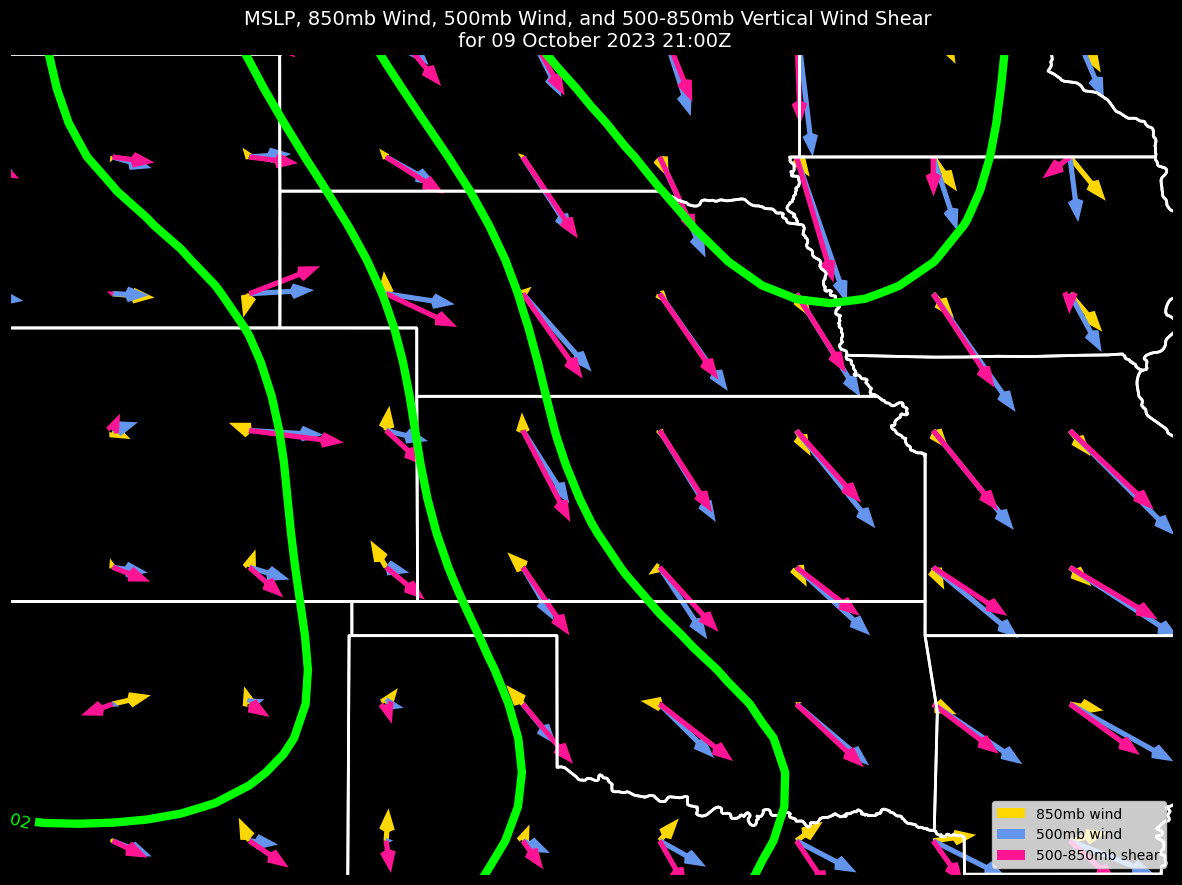 MSLP, 850mb Wind, 500mb Wind, and 500-850mb Vertical Wind Shear
for 09 October 2023 21:00Z
02
850mb wind
500mb wind
500-850mb shear